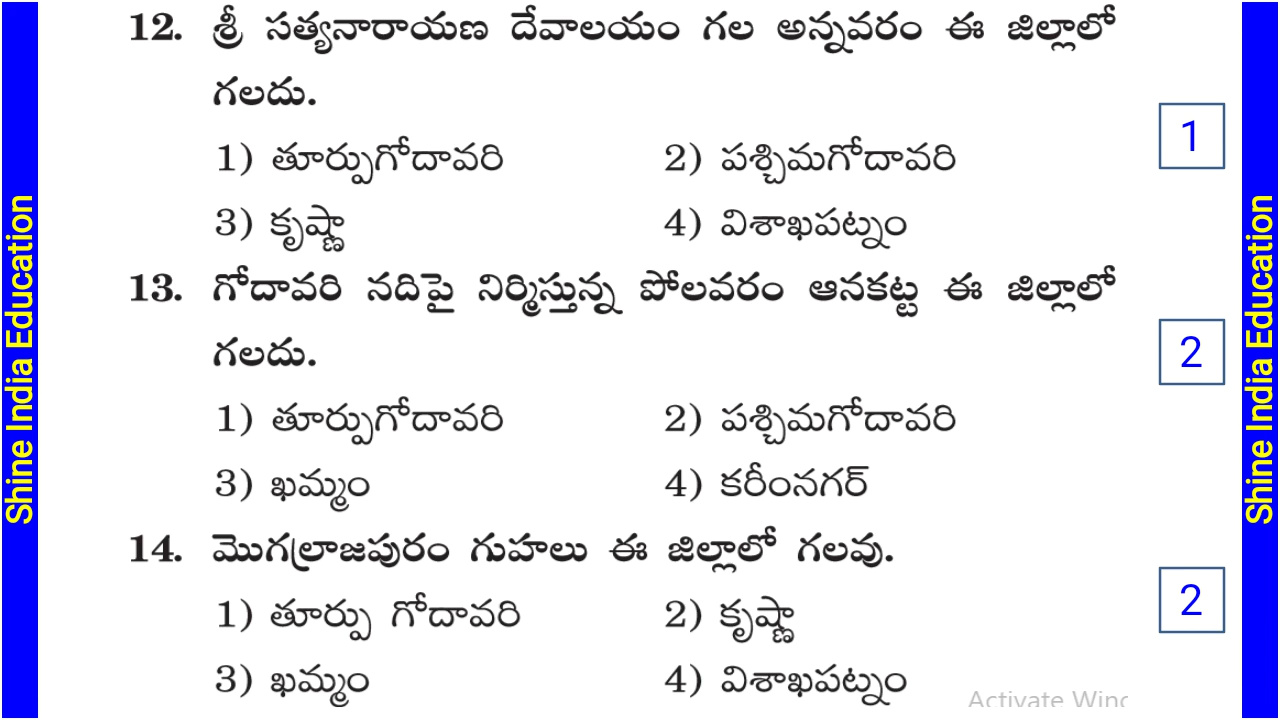 Shine India Education
12. శ్రీ సత్యనారాయణ దేవాలయం గల అన్నవరం ఈ జిల్లాలో
గలదు.
1
1) తూర్పుగోదావరి 2) పశ్చిమగోదావరి
3) కృష్ణా 4) విశాఖపట్నం
13. గోదావరి నదిపై నిర్మిస్తున్న పోలవరం ఆనకట్ట ఈ జిల్లాలో
గలదు.
2
1) తూర్పుగోదావరి 2) పశ్చిమగోదావరి
3) ఖమ్మం 4) కరీంనగర్
14. మొగల్రాజపురం గుహలు ఈ జిల్లాలో గలవు.
2
1) తూర్పు గోదావరి 2) కృష్ణా
3) ఖమ్మం 4) విశాఖపట్నం
Activate Wind
Shine India Education